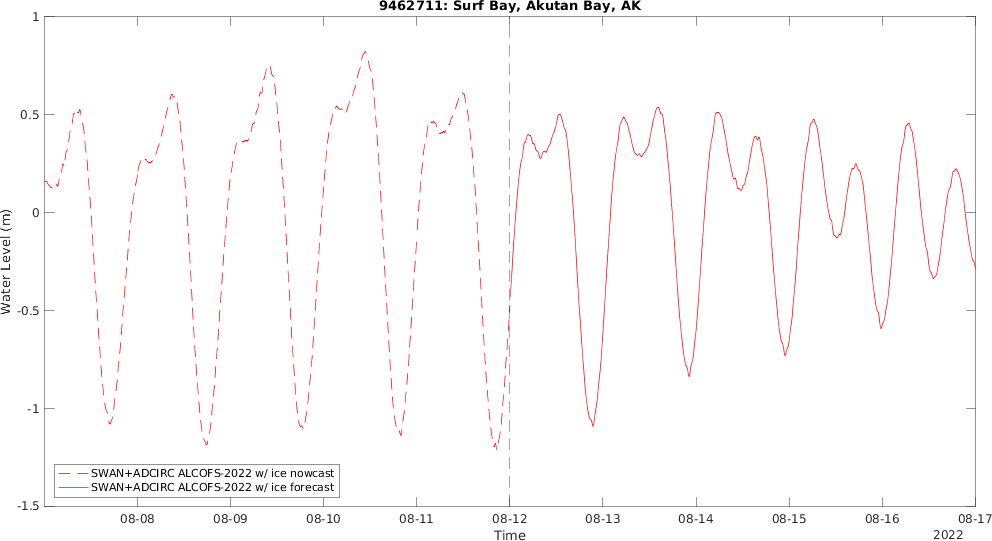 9462711: Surf Bay, Akutan Bay, AK
1
0.5
0
-0.5
-1
-1.5
Water Level (m)
SWAN+ADCIRC ALCOFS-2022 w/ ice nowcast
SWAN+ADCIRC ALCOFS-2022 w/ ice forecast
08-08 08-09 08-10 08-11 08-12 08-13 08-14 08-15 08-16 08-17
Time
2022